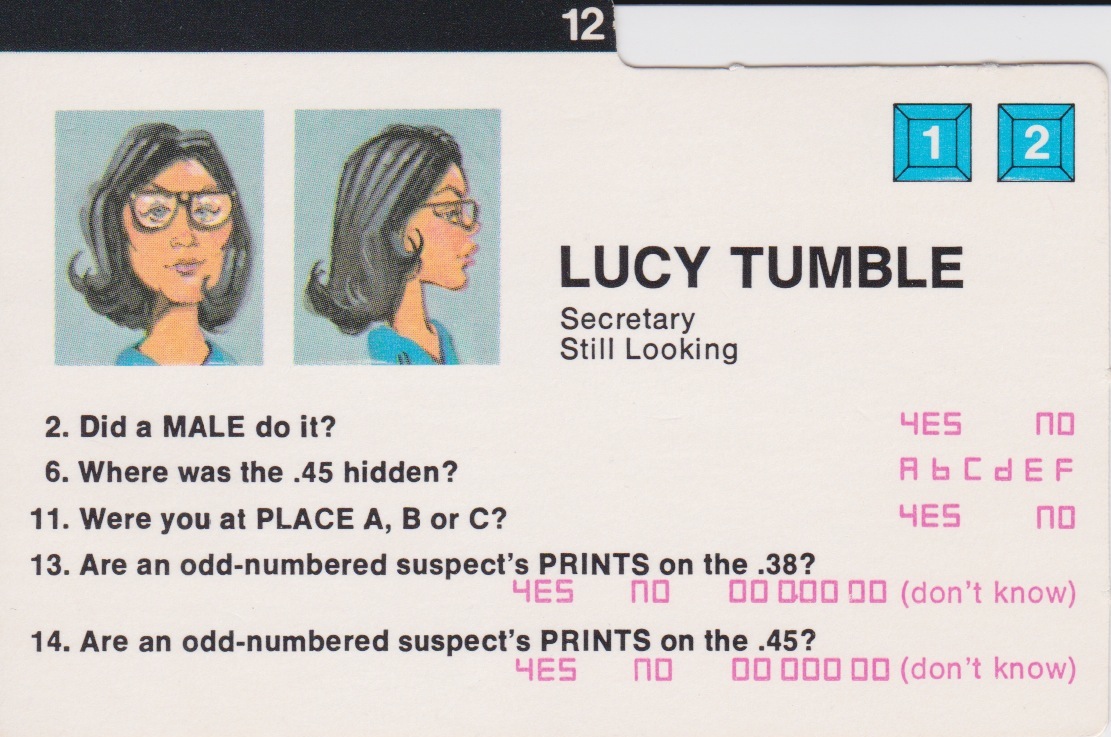 12
1 2
LUCY TUMBLE
Secretary
Still Looking
2. Did a MALE do it? YES NO
6. Where was the .45 hidden? A b C d E F
11. Were you at PLACE A, B or C? YES NO
13. Are an odd-numbered suspect's PRINTS on the .38?
YES NO 00 000 00 (don't know)
14. Are an odd-numbered suspect's PRINTS on the .45?
YES NO 00 000 00 (don't know)